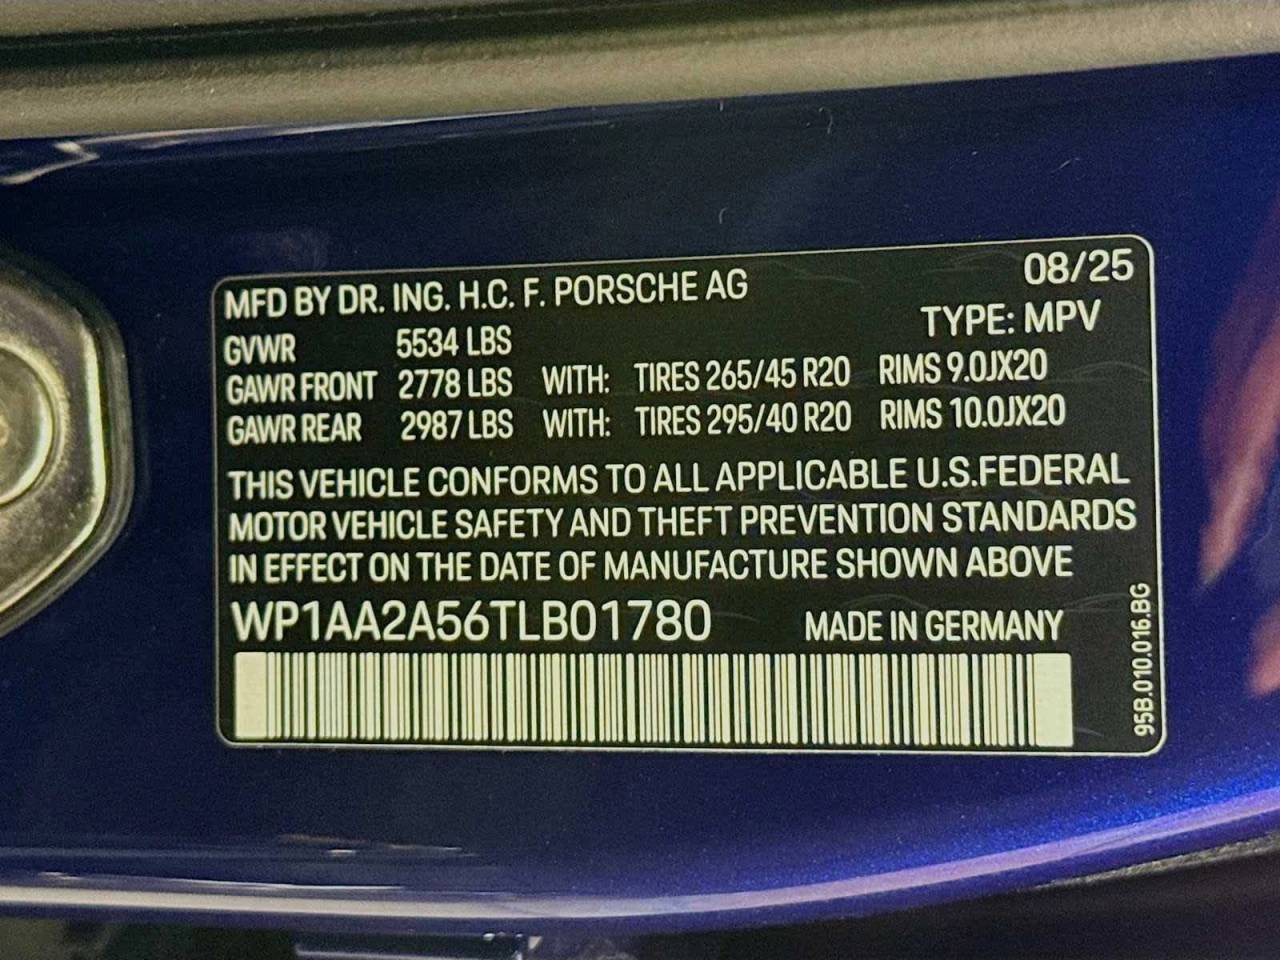 MFD BY DR. ING. H.C. F. PORSCHE AG 08/25
TYPE: MPV
GVWR 5534 LBS
GAWR FRONT 2778 LBS WITH: TIRES 265/45 R20 RIMS 9.0JX20
GAWR REAR 2987 LBS WITH: TIRES 295/40 R20 RIMS 10.0JX20
THIS VEHICLE CONFORMS TO ALL APPLICABLE U.S.FEDERAL
MOTOR VEHICLE SAFETY AND THEFT PREVENTION STANDARDS
IN EFFECT ON THE DATE OF MANUFACTURE SHOWN ABOVE
WP1AA2A56TLB01780 MADE IN GERMANY
95B.010.016.BG